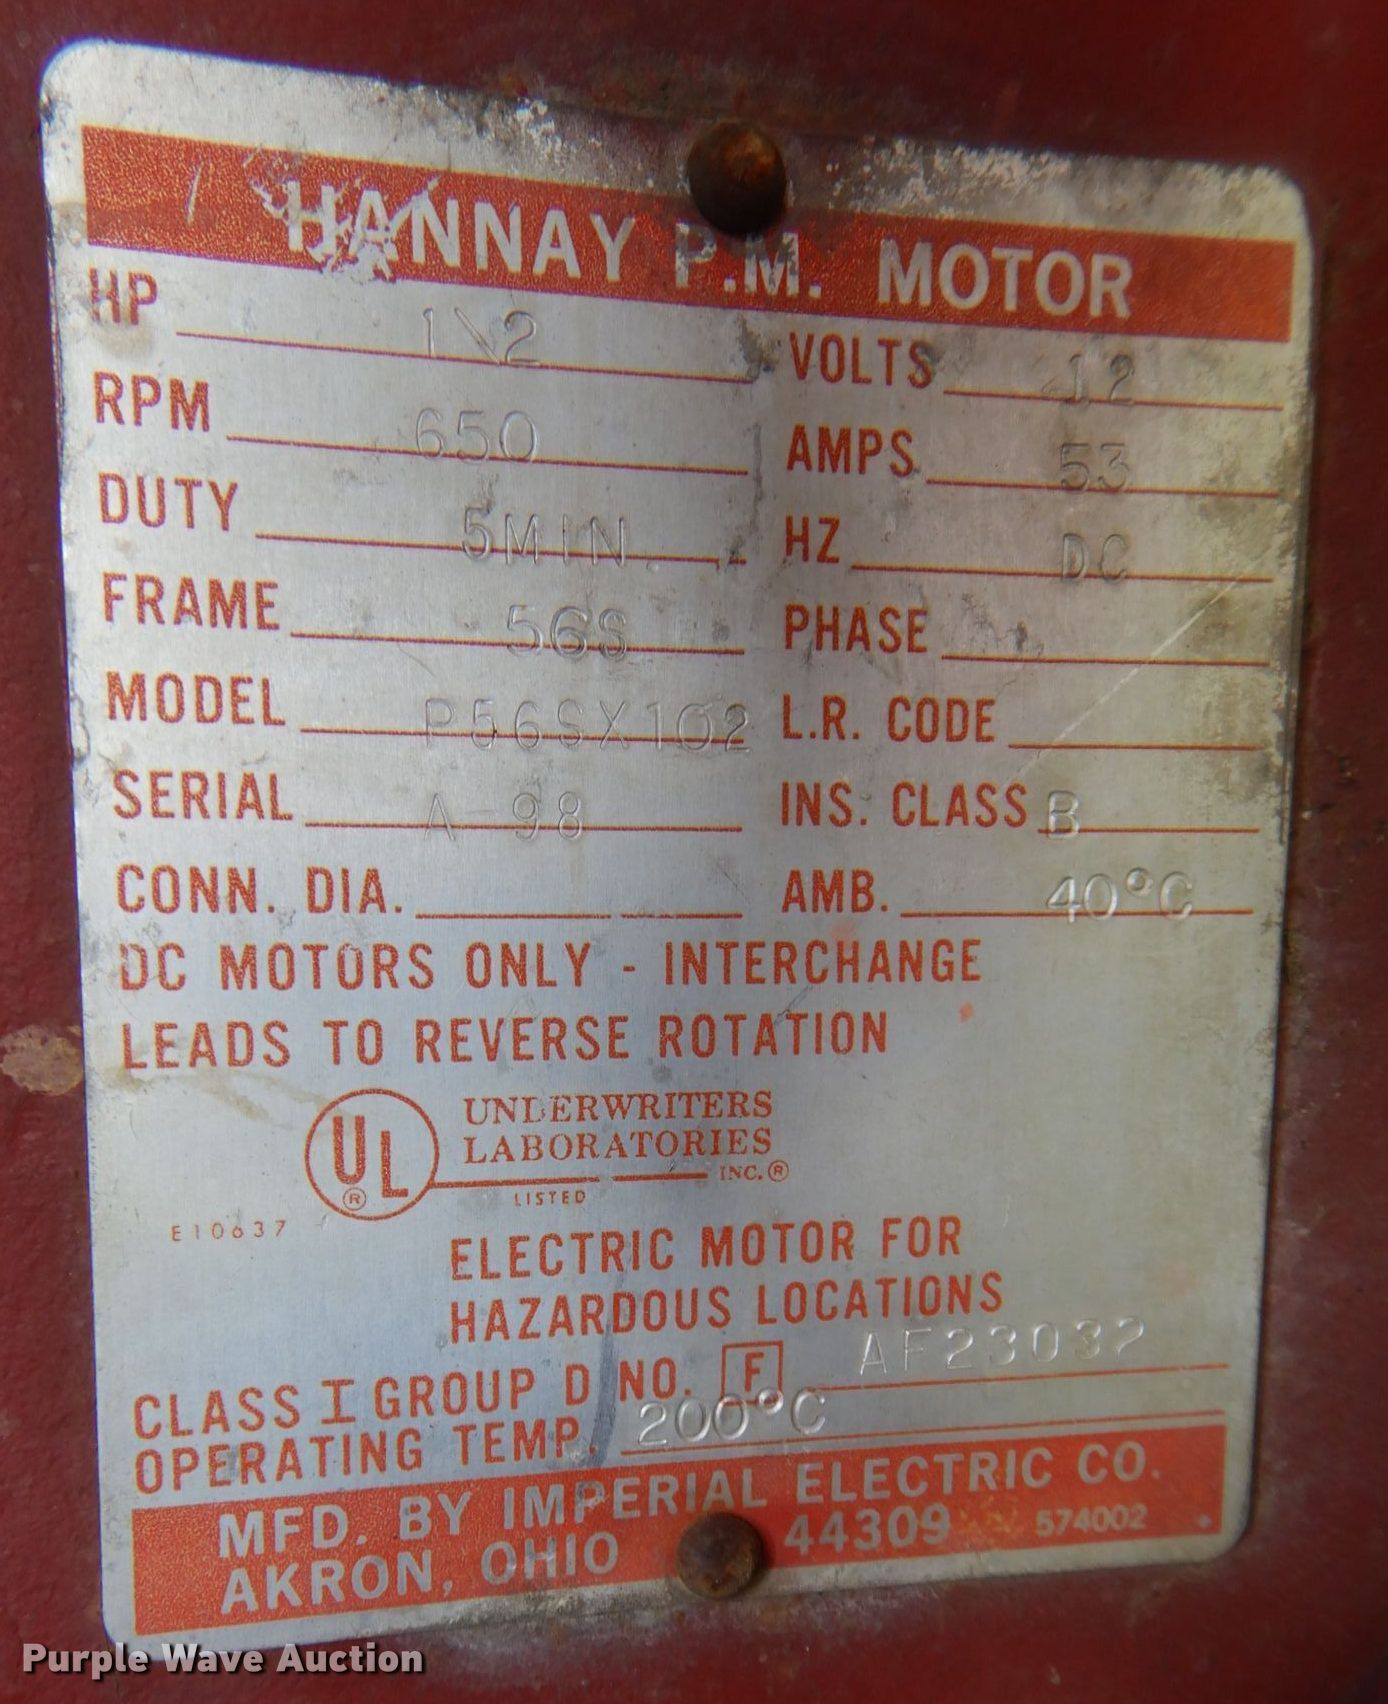 HANNAY P.M. MOTOR
HP 1\2 VOLTS 12
RPM 650 AMPS 53
DUTY 5MIN. HZ DC
FRAME 56S PHASE
MODEL P56SX102 L.R. CODE
SERIAL A-98 INS. CLASS B
CONN. DIA. AMB. 40°C
DC MOTORS ONLY - INTERCHANGE
LEADS TO REVERSE ROTATION
UL ® UNDERWRITERS
LABORATORIES
INC.®
LISTED
E10637
ELECTRIC MOTOR FOR
HAZARDOUS LOCATIONS
CLASS I GROUP D NO. F AF23032
OPERATING TEMP. 200°C
MFD. BY IMPERIAL ELECTRIC CO.
AKRON, OHIO 44309 574002
Purple Wave Auction